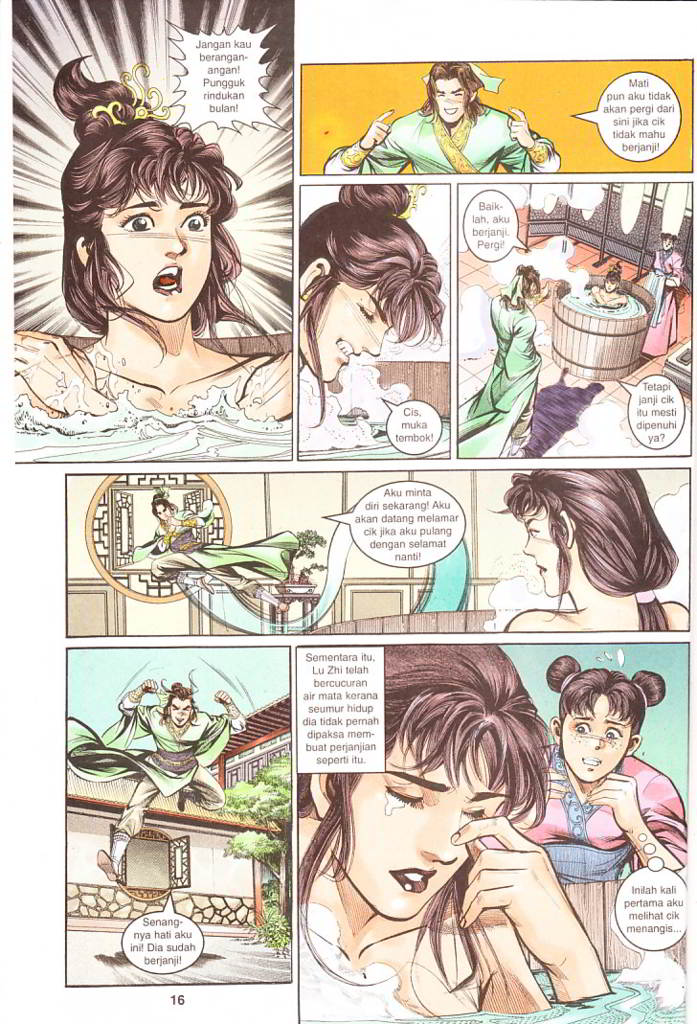 Jangan kau
berangan-
angan!
Pungguk
rindukan
bulan!
Mati
pun aku tidak
akan pergi dari
sini jika cik
tidak mahu
berjanji!
Cis,
muka
tembok!
Baik-
lah, aku
berjanji.
Pergi!
Tetapi
janji cik
itu mesti
dipenuhi
ya?
Aku minta
diri sekarang! Aku
akan datang melamar
cik jika aku pulang
dengan selamat
nanti!
Senang-
nya hati aku
ini! Dia sudah
berjanji!
Sementara itu,
Lu Zhi telah
bercucuran
air mata kerana
seumur hidup
dia tidak pernah
dipaksa mem-
buat perjanjian
seperti itu.
Inilah kali
pertama aku
melihat cik
menangis...
16